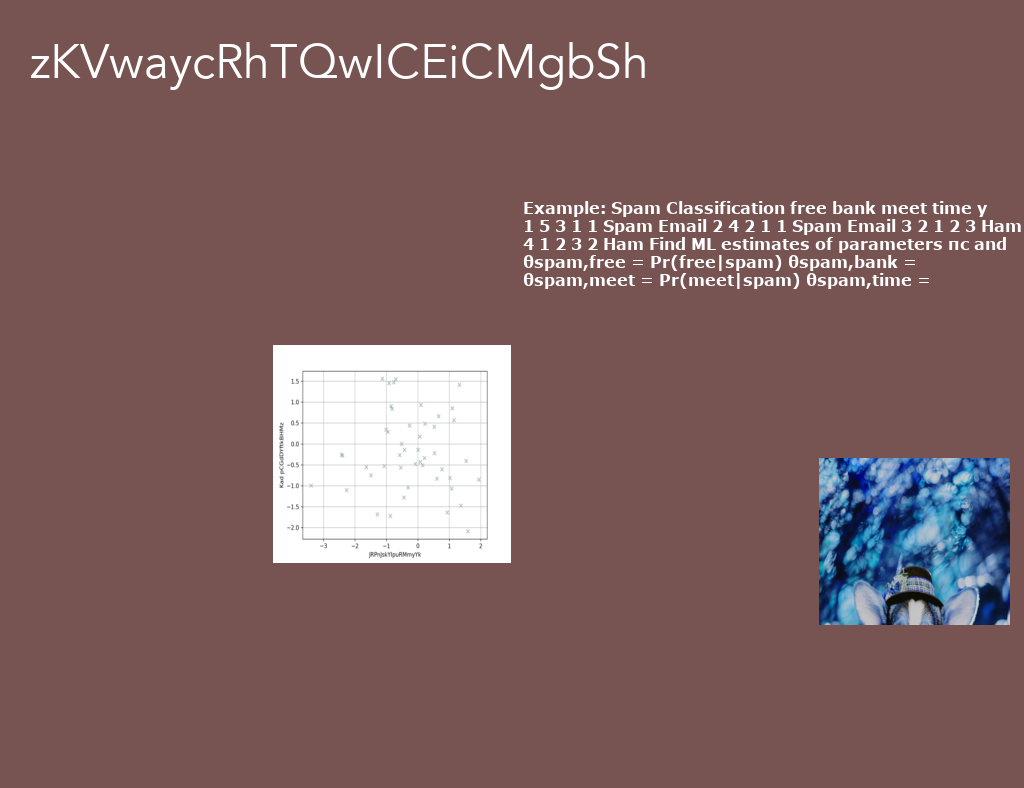 zKVwaycRhTQwICEiCMgbSh
Example: Spam Classification free bank meet time y
1 5 3 1 1 Spam Email 2 4 2 1 1 Spam Email 3 2 1 2 3 Ham
4 1 2 3 2 Ham Find ML estimates of parameters πc and
θspam,free = Pr(free|spam) θspam,bank =
θspam,meet = Pr(meet|spam) θspam,time =
1.5
1.0
0.5
0.0
−0.5
−1.0
−1.5
−2.0
−3 −2 −1 0 1 2